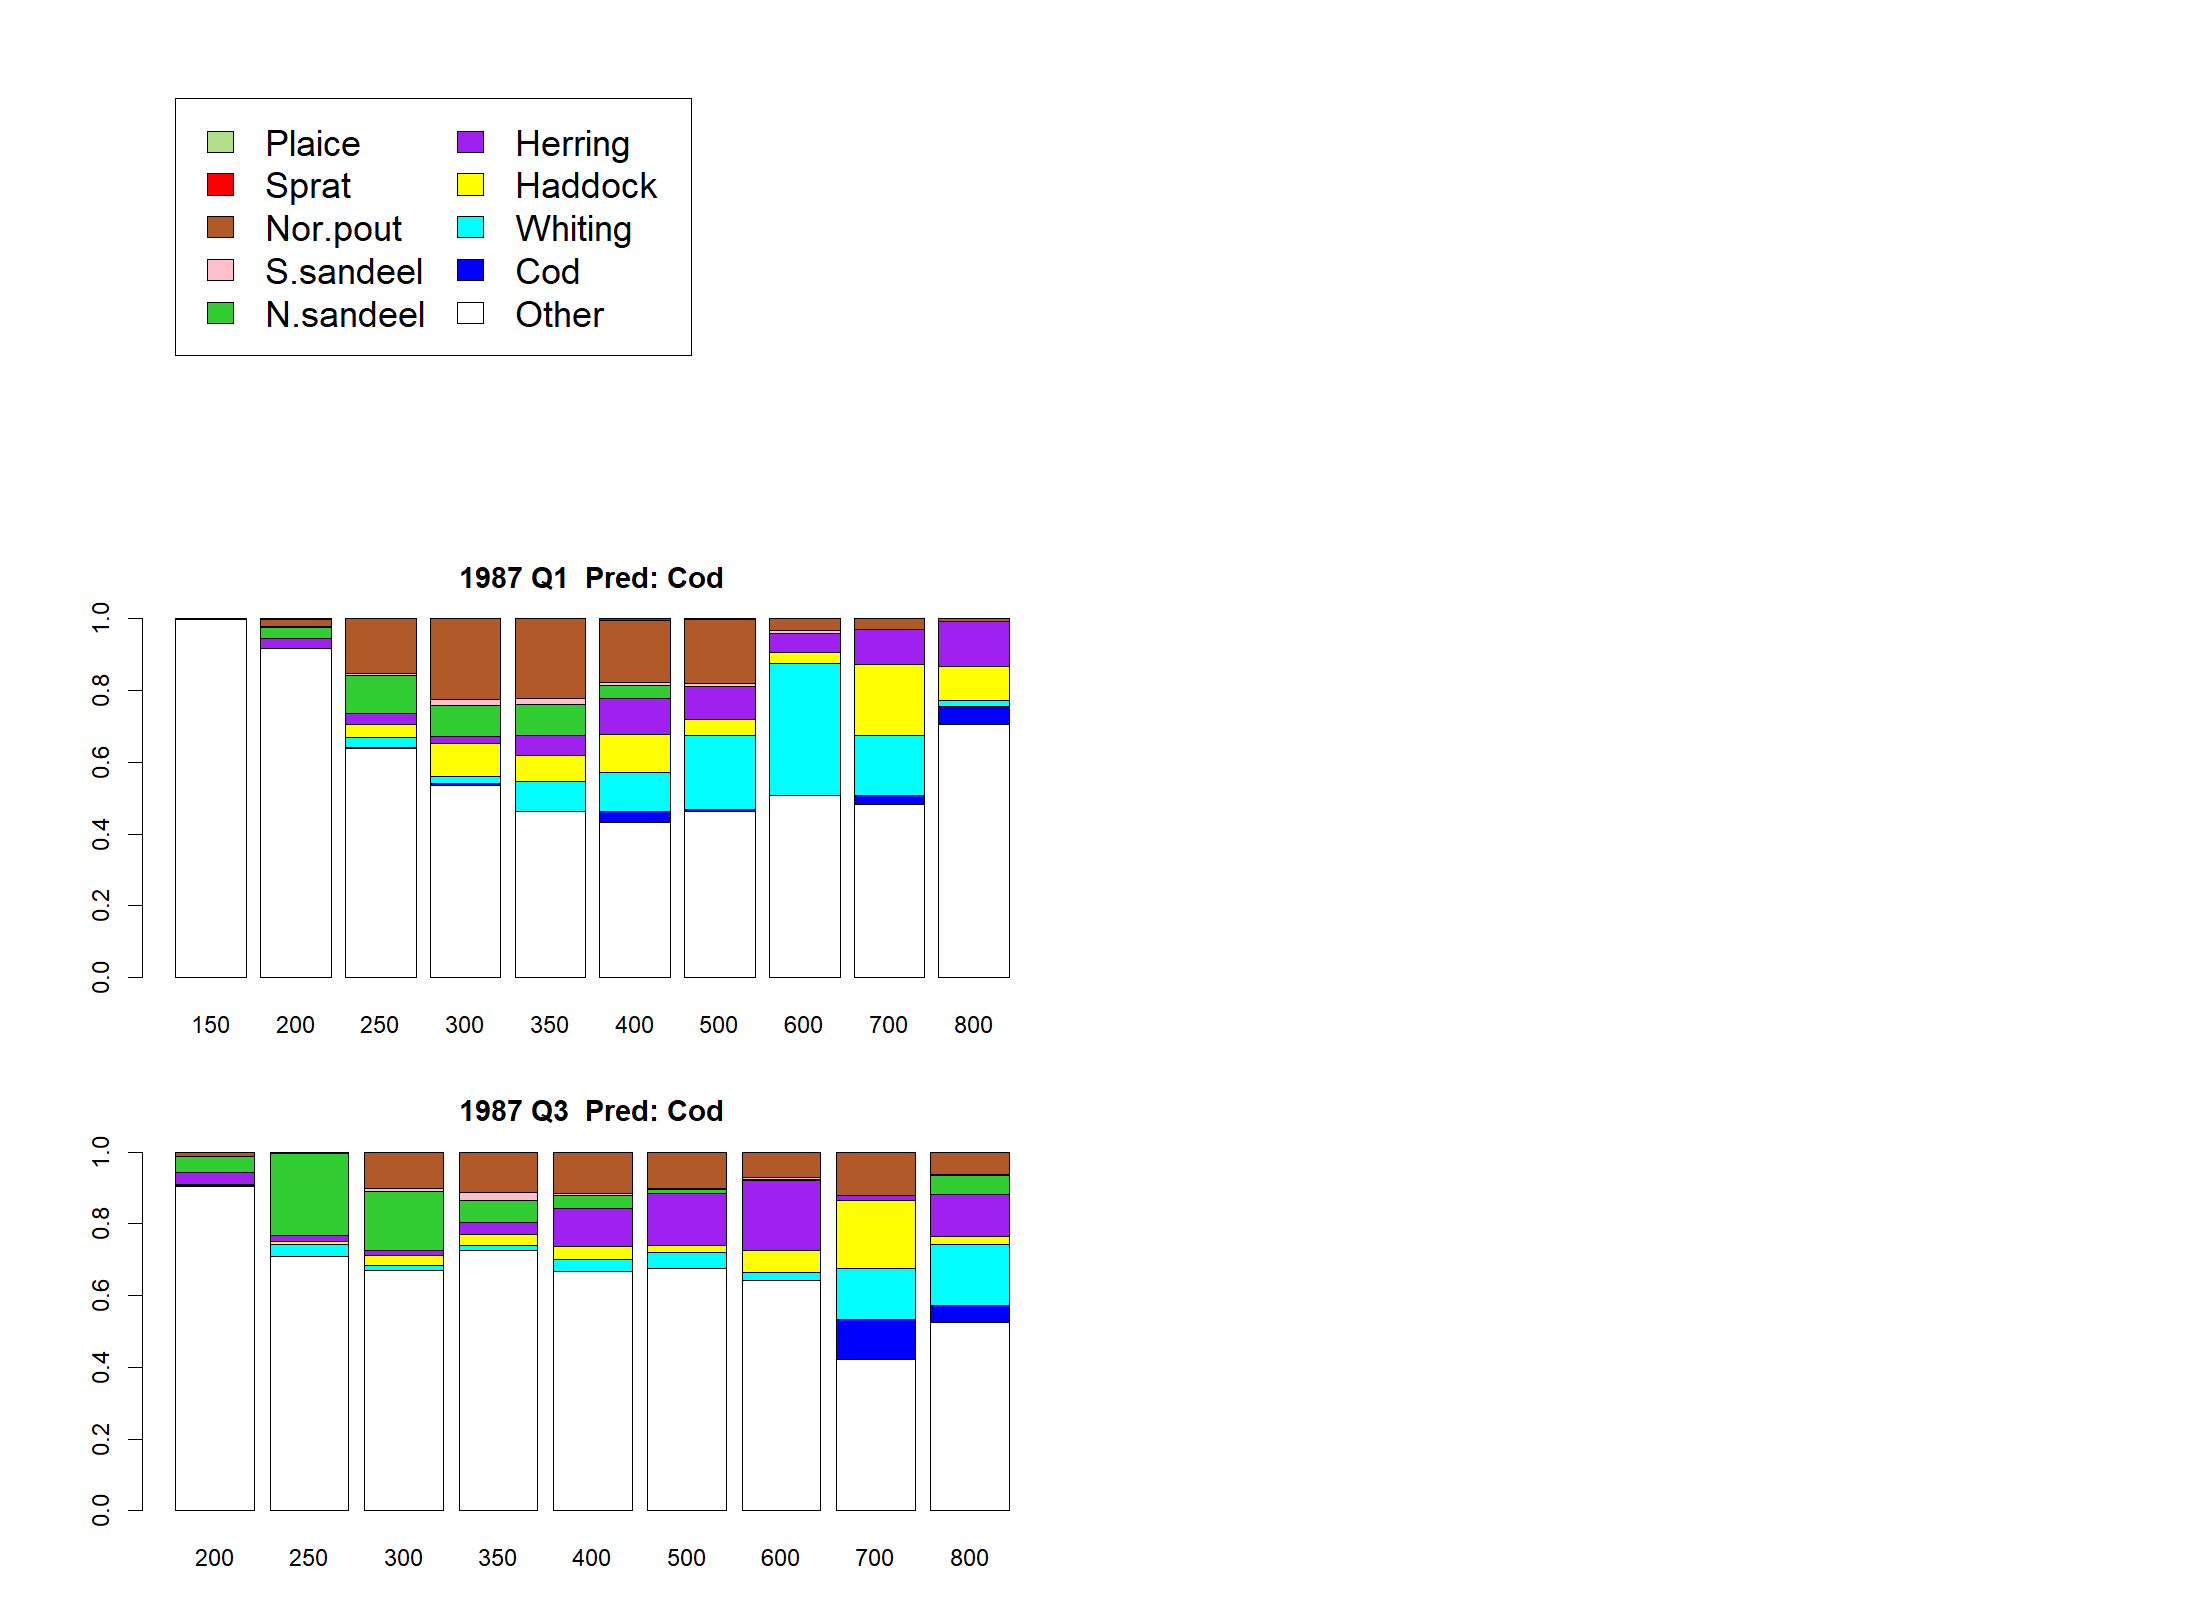 Plaice Herring
Sprat Haddock
Nor.pout Whiting
S.sandeel Cod
N.sandeel Other
1987 Q1  Pred: Cod
1.0
0.8
0.6
0.4
0.2
0.0
150 200 250 300 350 400 500 600 700 800
1987 Q3  Pred: Cod
1.0
0.8
0.6
0.4
0.2
0.0
200 250 300 350 400 500 600 700 800